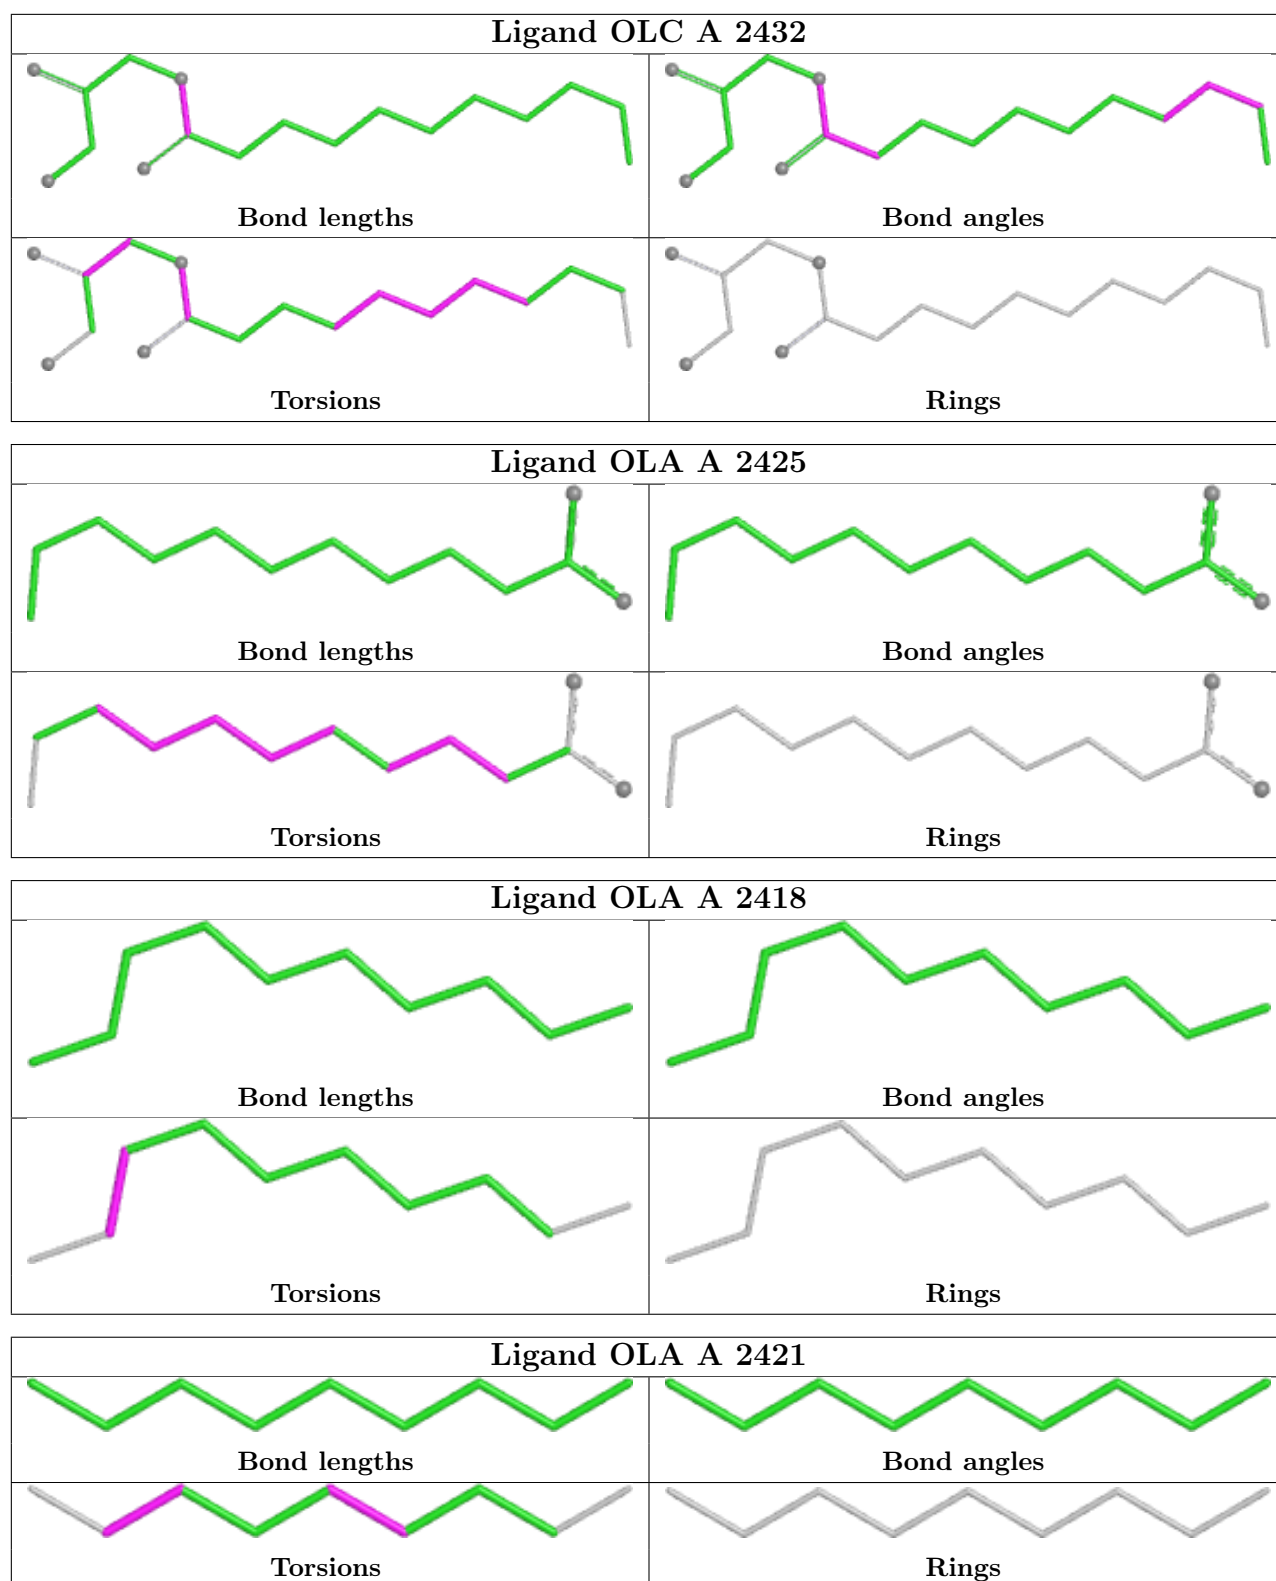 Ligand OLC A 2432
Bond lengths
Bond angles
Torsions
Rings
Ligand OLA A 2425
Bond lengths
Bond angles
Torsions
Rings
Ligand OLA A 2418
Bond lengths
Bond angles
Torsions
Rings
Ligand OLA A 2421
Bond lengths
Bond angles
Torsions
Rings